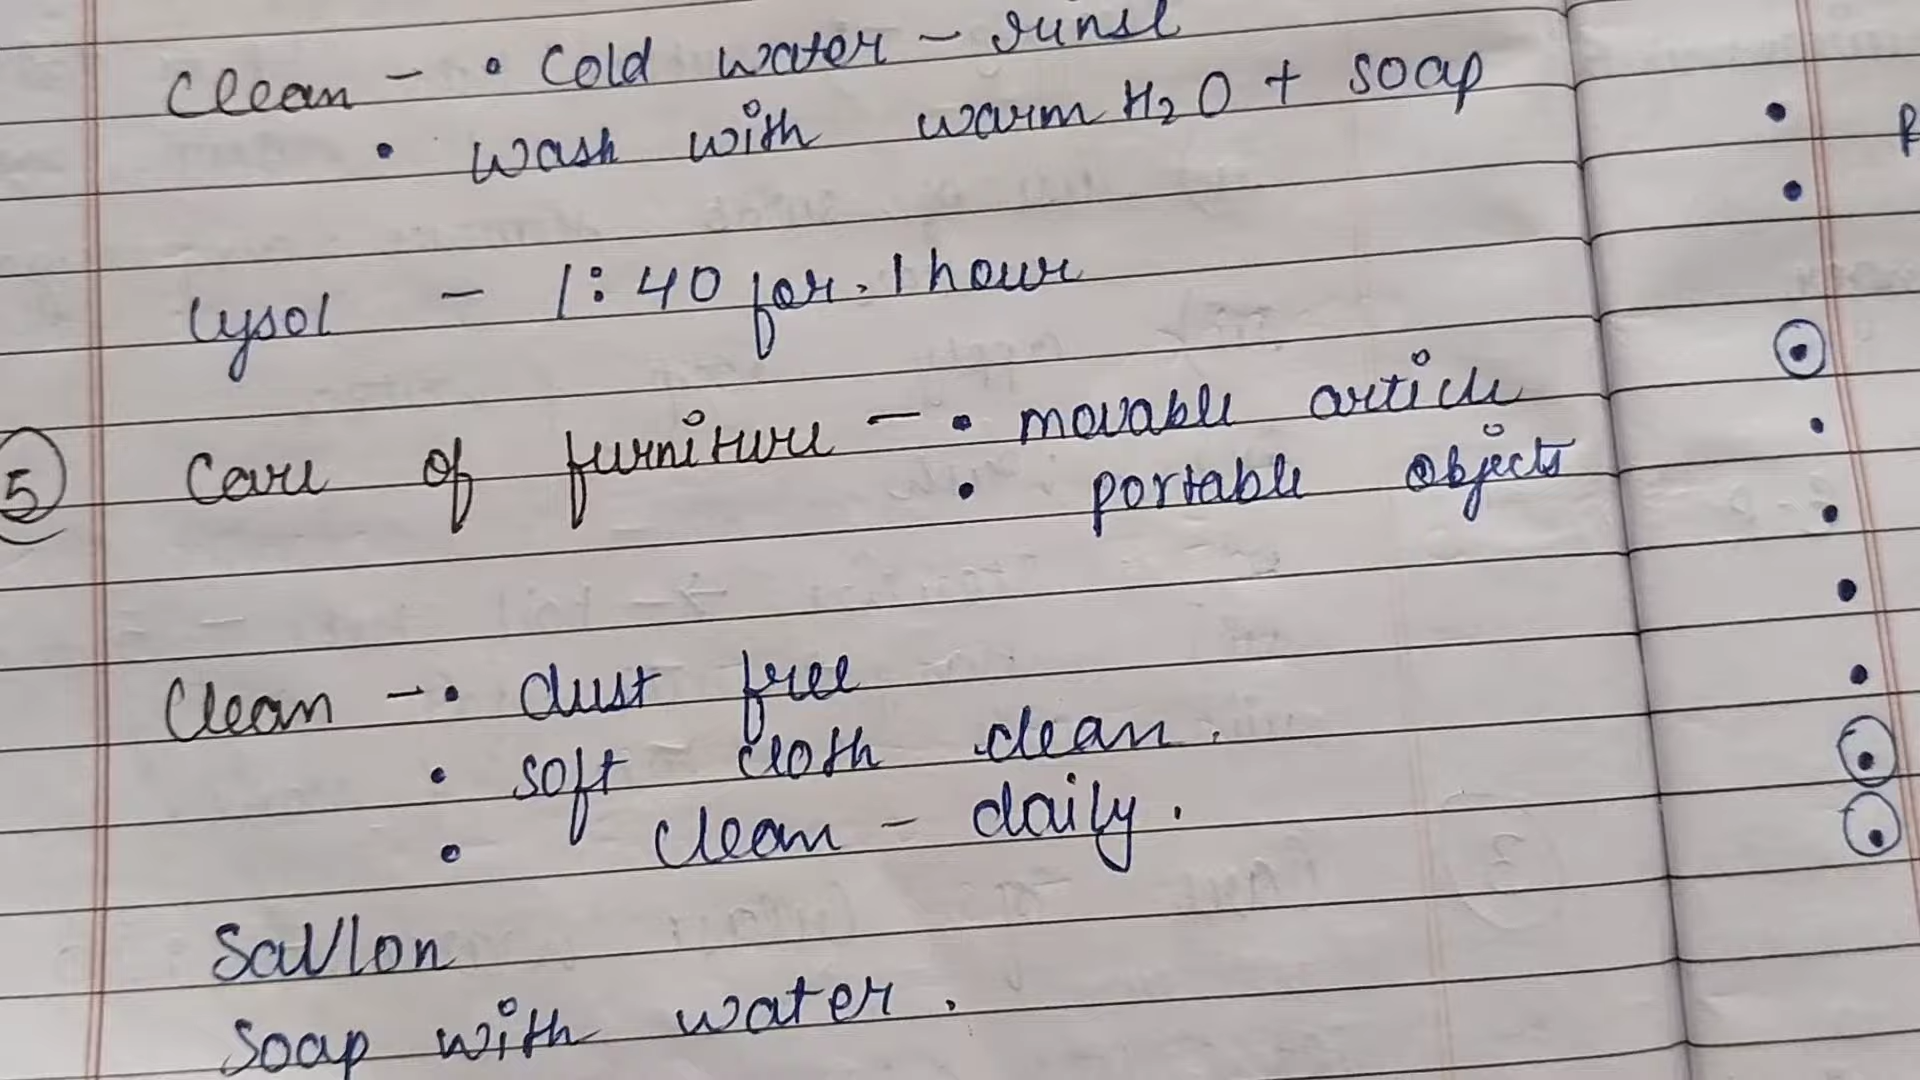 Clean - • Cold water - rinse
• wash with warm H₂O + soap
lysol - 1:40 for 1 hour
⑤ Care of furniture - • movable article
• portable objects
Clean - • dust free
• soft cloth clean.
• clean - daily.
Savlon
Soap with water.